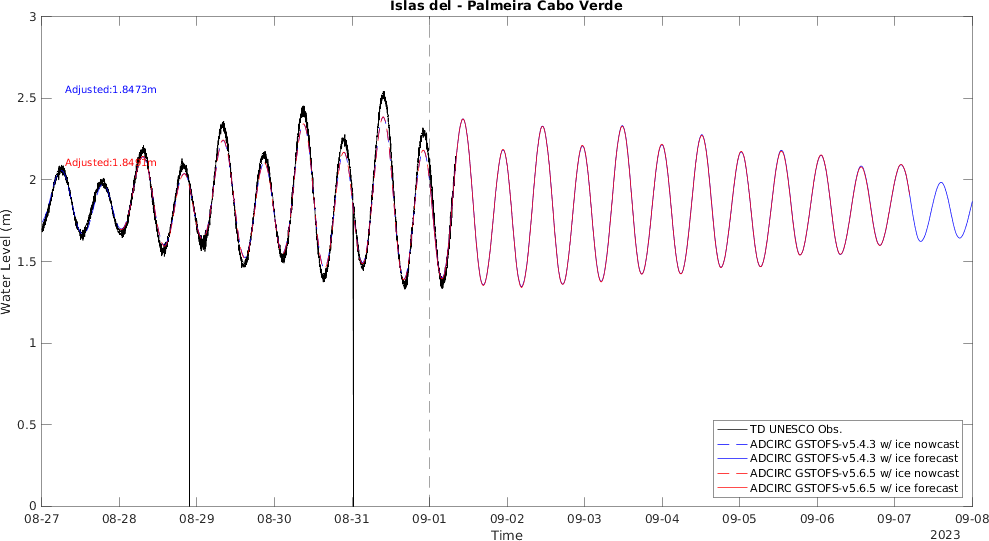 Islas del - Palmeira Cabo Verde
3
2.5
2
1.5
1
0.5
0
Water Level (m)
Adjusted:1.8473m
Adjusted:1.8491m
TD UNESCO Obs.
ADCIRC GSTOFS-v5.4.3 w/ ice nowcast
ADCIRC GSTOFS-v5.4.3 w/ ice forecast
ADCIRC GSTOFS-v5.6.5 w/ ice nowcast
ADCIRC GSTOFS-v5.6.5 w/ ice forecast
08-27 08-28 08-29 08-30 08-31 09-01 09-02 09-03 09-04 09-05 09-06 09-07 09-08
Time
2023